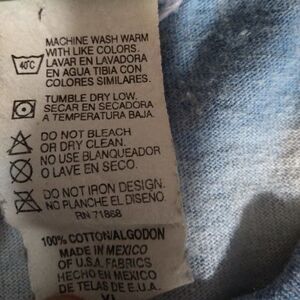 40°C
MACHINE WASH WARM
WITH LIKE COLORS.
LAVAR EN LAVADORA
EN AGUA TIBIA CON
COLORES SIMILARES.
TUMBLE DRY LOW.
SECAR EN SECADORA
A TEMPERATURA BAJA.
DO NOT BLEACH
OR DRY CLEAN.
NO USE BLANQUEADOR
O LAVE EN SECO.
DO NOT IRON DESIGN.
NO PLANCHE EL DISENO.
RN 71868
100% COTTON/ALGODON
MADE IN MEXICO
OF U.S.A. FABRICS
HECHO EN MEXICO
DE TELAS DE E.U.A.